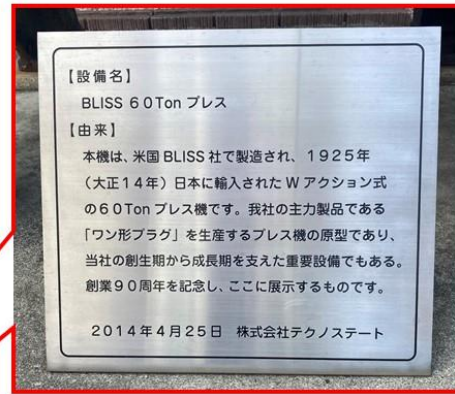 【設備名】
BLISS 60Ton プレス
【由来】
本機は、米国 BLISS 社で製造され、1925年
(大正14年)日本に輸入された W アクション式
の60Ton プレス機です。我社の主力製品である
「ワン形プラグ」を生産するプレス機の原型であり、
当社の創生期から成長期を支えた重要設備でもある。
創業90周年を記念し、ここに展示するものです。
2014年4月25日 株式会社テクノステート